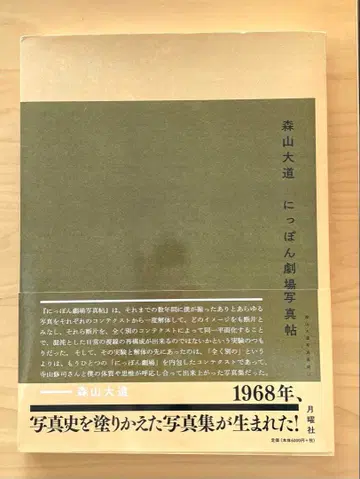 森山大道 にっぽん劇場写真帖
『にっぽん劇場写真帖』は、それまでの数年間に僕が撮ったありとあらゆる
写真をそれぞれのコンテクストから一度解体して、どのイメージをも断片と
みなし、それら断片を、全く別のコンテクストによって同一平面化すること
で、混沌とした日常の視線の再構成が出来るのではないかという実験のつも
りだった。そして、その実験と解体の先にあったのは、「全く別の」という
よりは、もうひとつの「にっぽん劇場」を内包したコンテクストであって、
寺山修司さんと僕の体質や思惟が呼応し合って出来上がった写真集だった。
森山大道
1968年、
写真史を塗りかえた写真集が生まれた!
月曜社
定価(本体6000円+税)